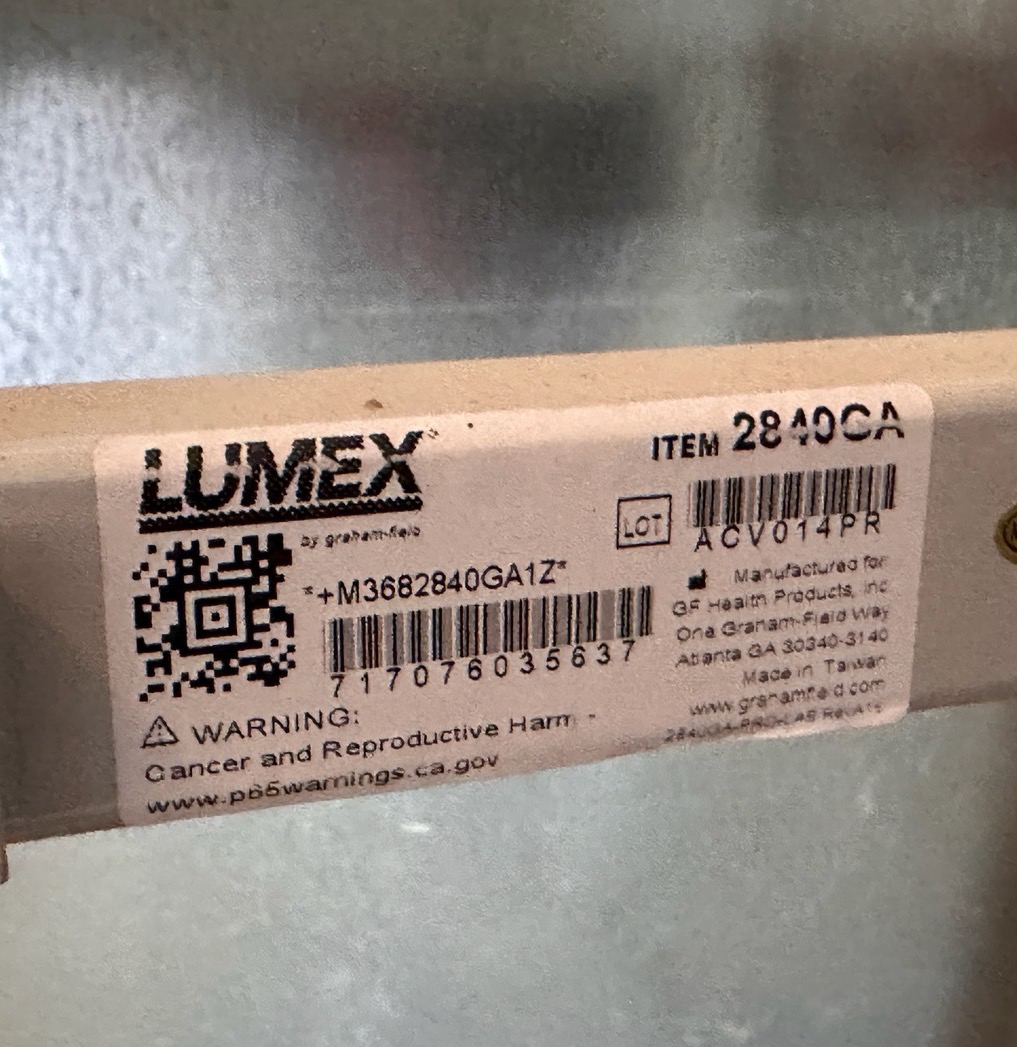 LUMEX
by graham-field
ITEM 2840GA
LOT
ACV014PR
*+M3682840GA1Z*
717076035637
Manufactured for
GF Health Products, Inc
One Graham-Field Way
Atlanta GA 30340-3140
Made in Taiwan
www.grahamfield.com
WARNING:
Cancer and Reproductive Harm -
www.p65warnings.ca.gov